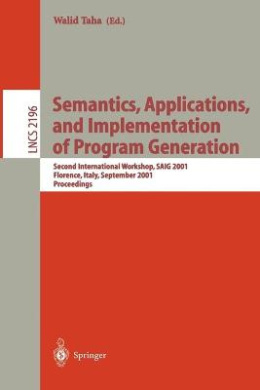 Walid Taha (Ed.)
LNCS 2196
Semantics, Applications,
and Implementation
of Program Generation
Second International Workshop, SAIG 2001
Florence, Italy, September 2001
Proceedings
Springer